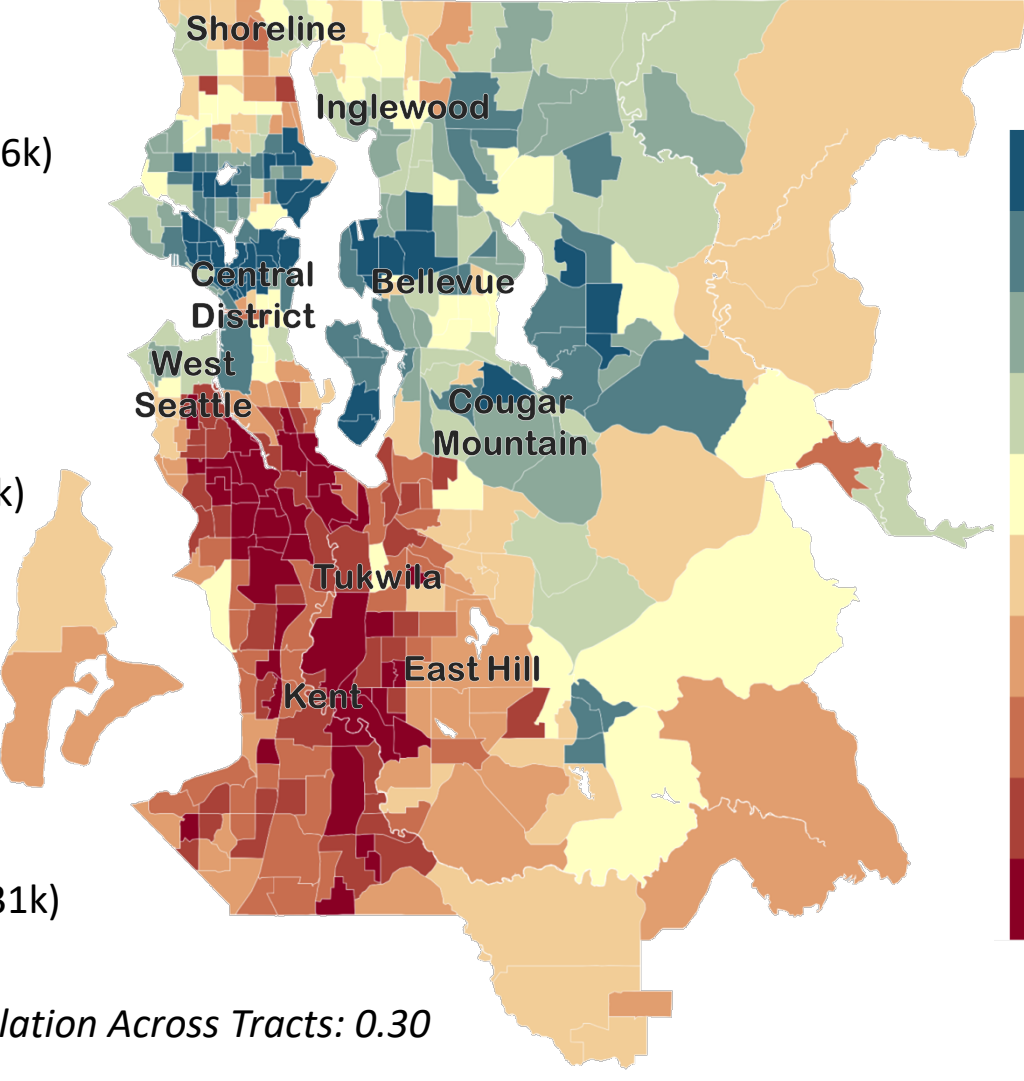 Shoreline
Inglewood
6k)
Central
District
Bellevue
West
Seattle
Cougar
Mountain
k)
Tukwila
East Hill
Kent
31k)
lation Across Tracts: 0.30